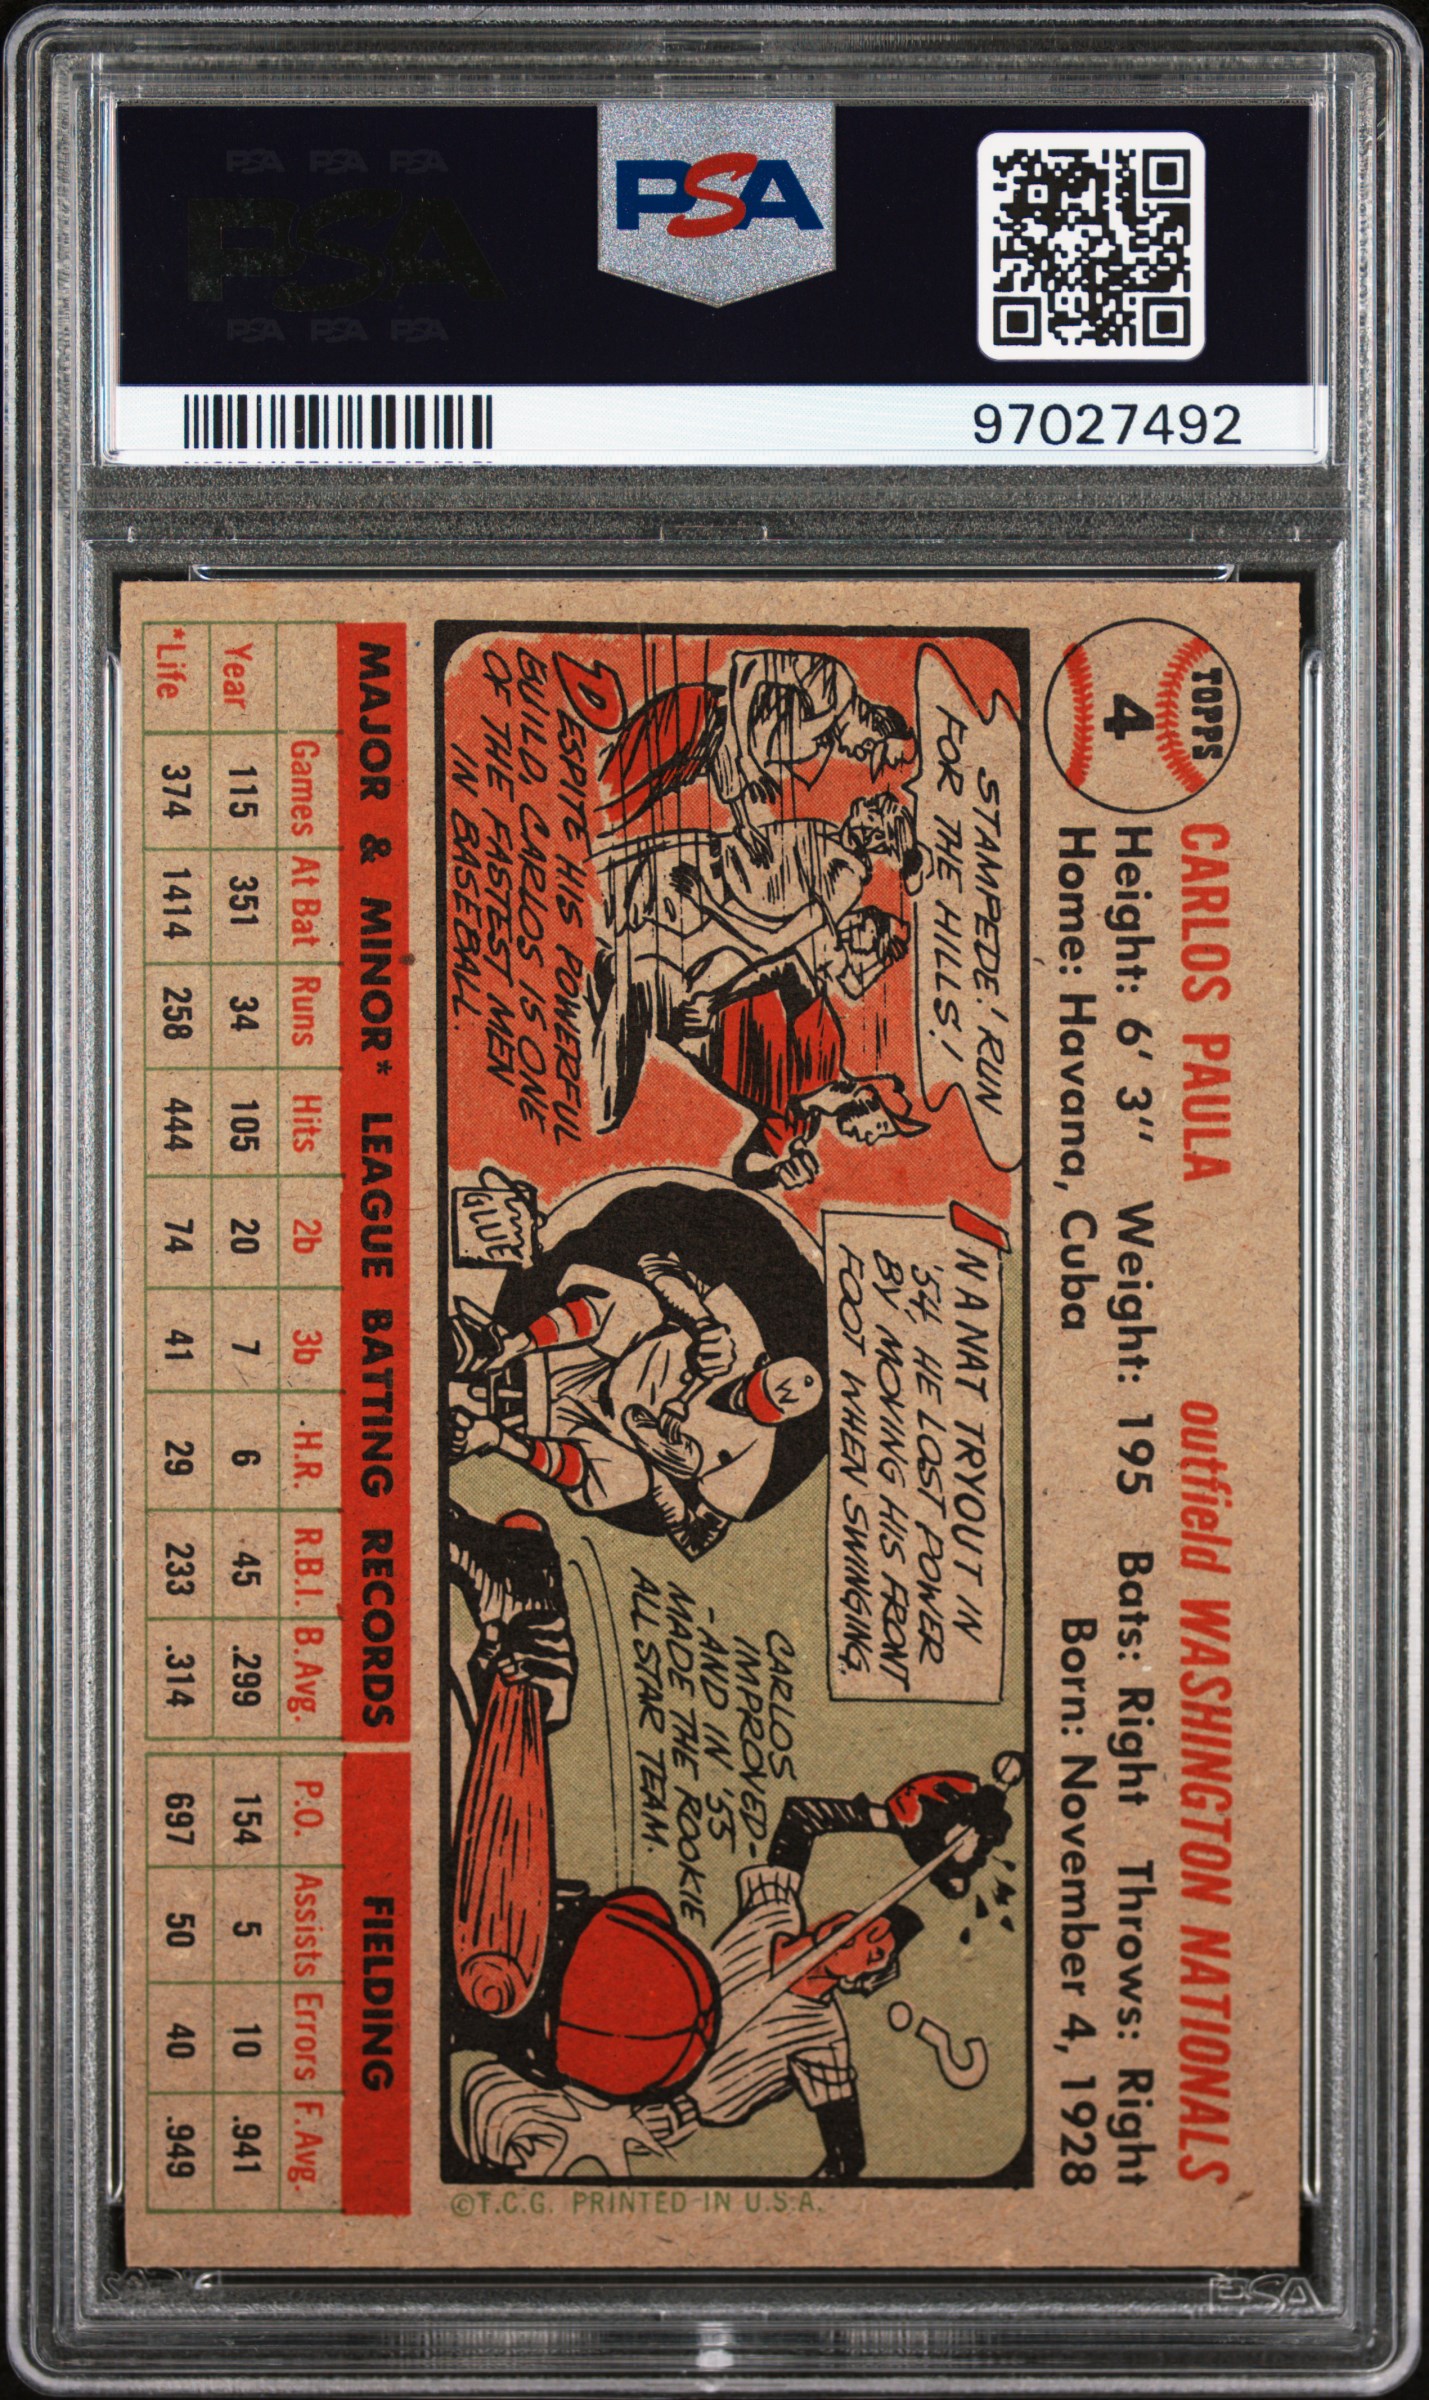 PSA PSA PSA
PSA
PSA PSA PSA
PSA
97027492
TOPPS
4
CARLOS PAULA
outfield WASHINGTON NATIONALS
Height: 6' 3" Weight: 195 Bats: Right Throws: Right
Home: Havana, Cuba
Born: November 4, 1928
STAMPEDE! RUN
FOR THE HILLS!
DESPITE HIS POWERFUL
BUILD, CARLOS IS ONE
OF THE FASTEST MEN
IN BASEBALL.
IN A NAT TRYOUT IN
'54, HE LOST POWER
BY MOVING HIS FRONT
FOOT WHEN SWINGING.
GLUE
W
CARLOS
IMPROVED-
-AND IN '55
MADE THE ROOKIE
ALL STAR TEAM.
?
MAJOR & MINOR* LEAGUE BATTING RECORDS
FIELDING
Games At Bat Runs Hits 2b 3b H.R. R.B.I. B.Avg. P.O. Assists Errors F.Avg.
Year 115 351 34 105 20 7 6 45 .299 154 5 10 .941
*Life 374 1414 258 444 74 41 29 233 .314 697 50 40 .949
©T.C.G. PRINTED IN U.S.A.
PSA